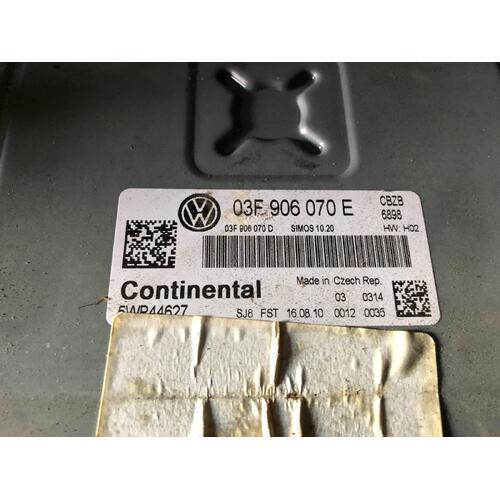 03F 906 070 E CBZB
6898
03F 906 070 D SIMOS 10.20 HW: H02
Made in Czech Rep.
Continental 03 0314
5WP44627 SJ8 FST 16.08.10 0012 0035